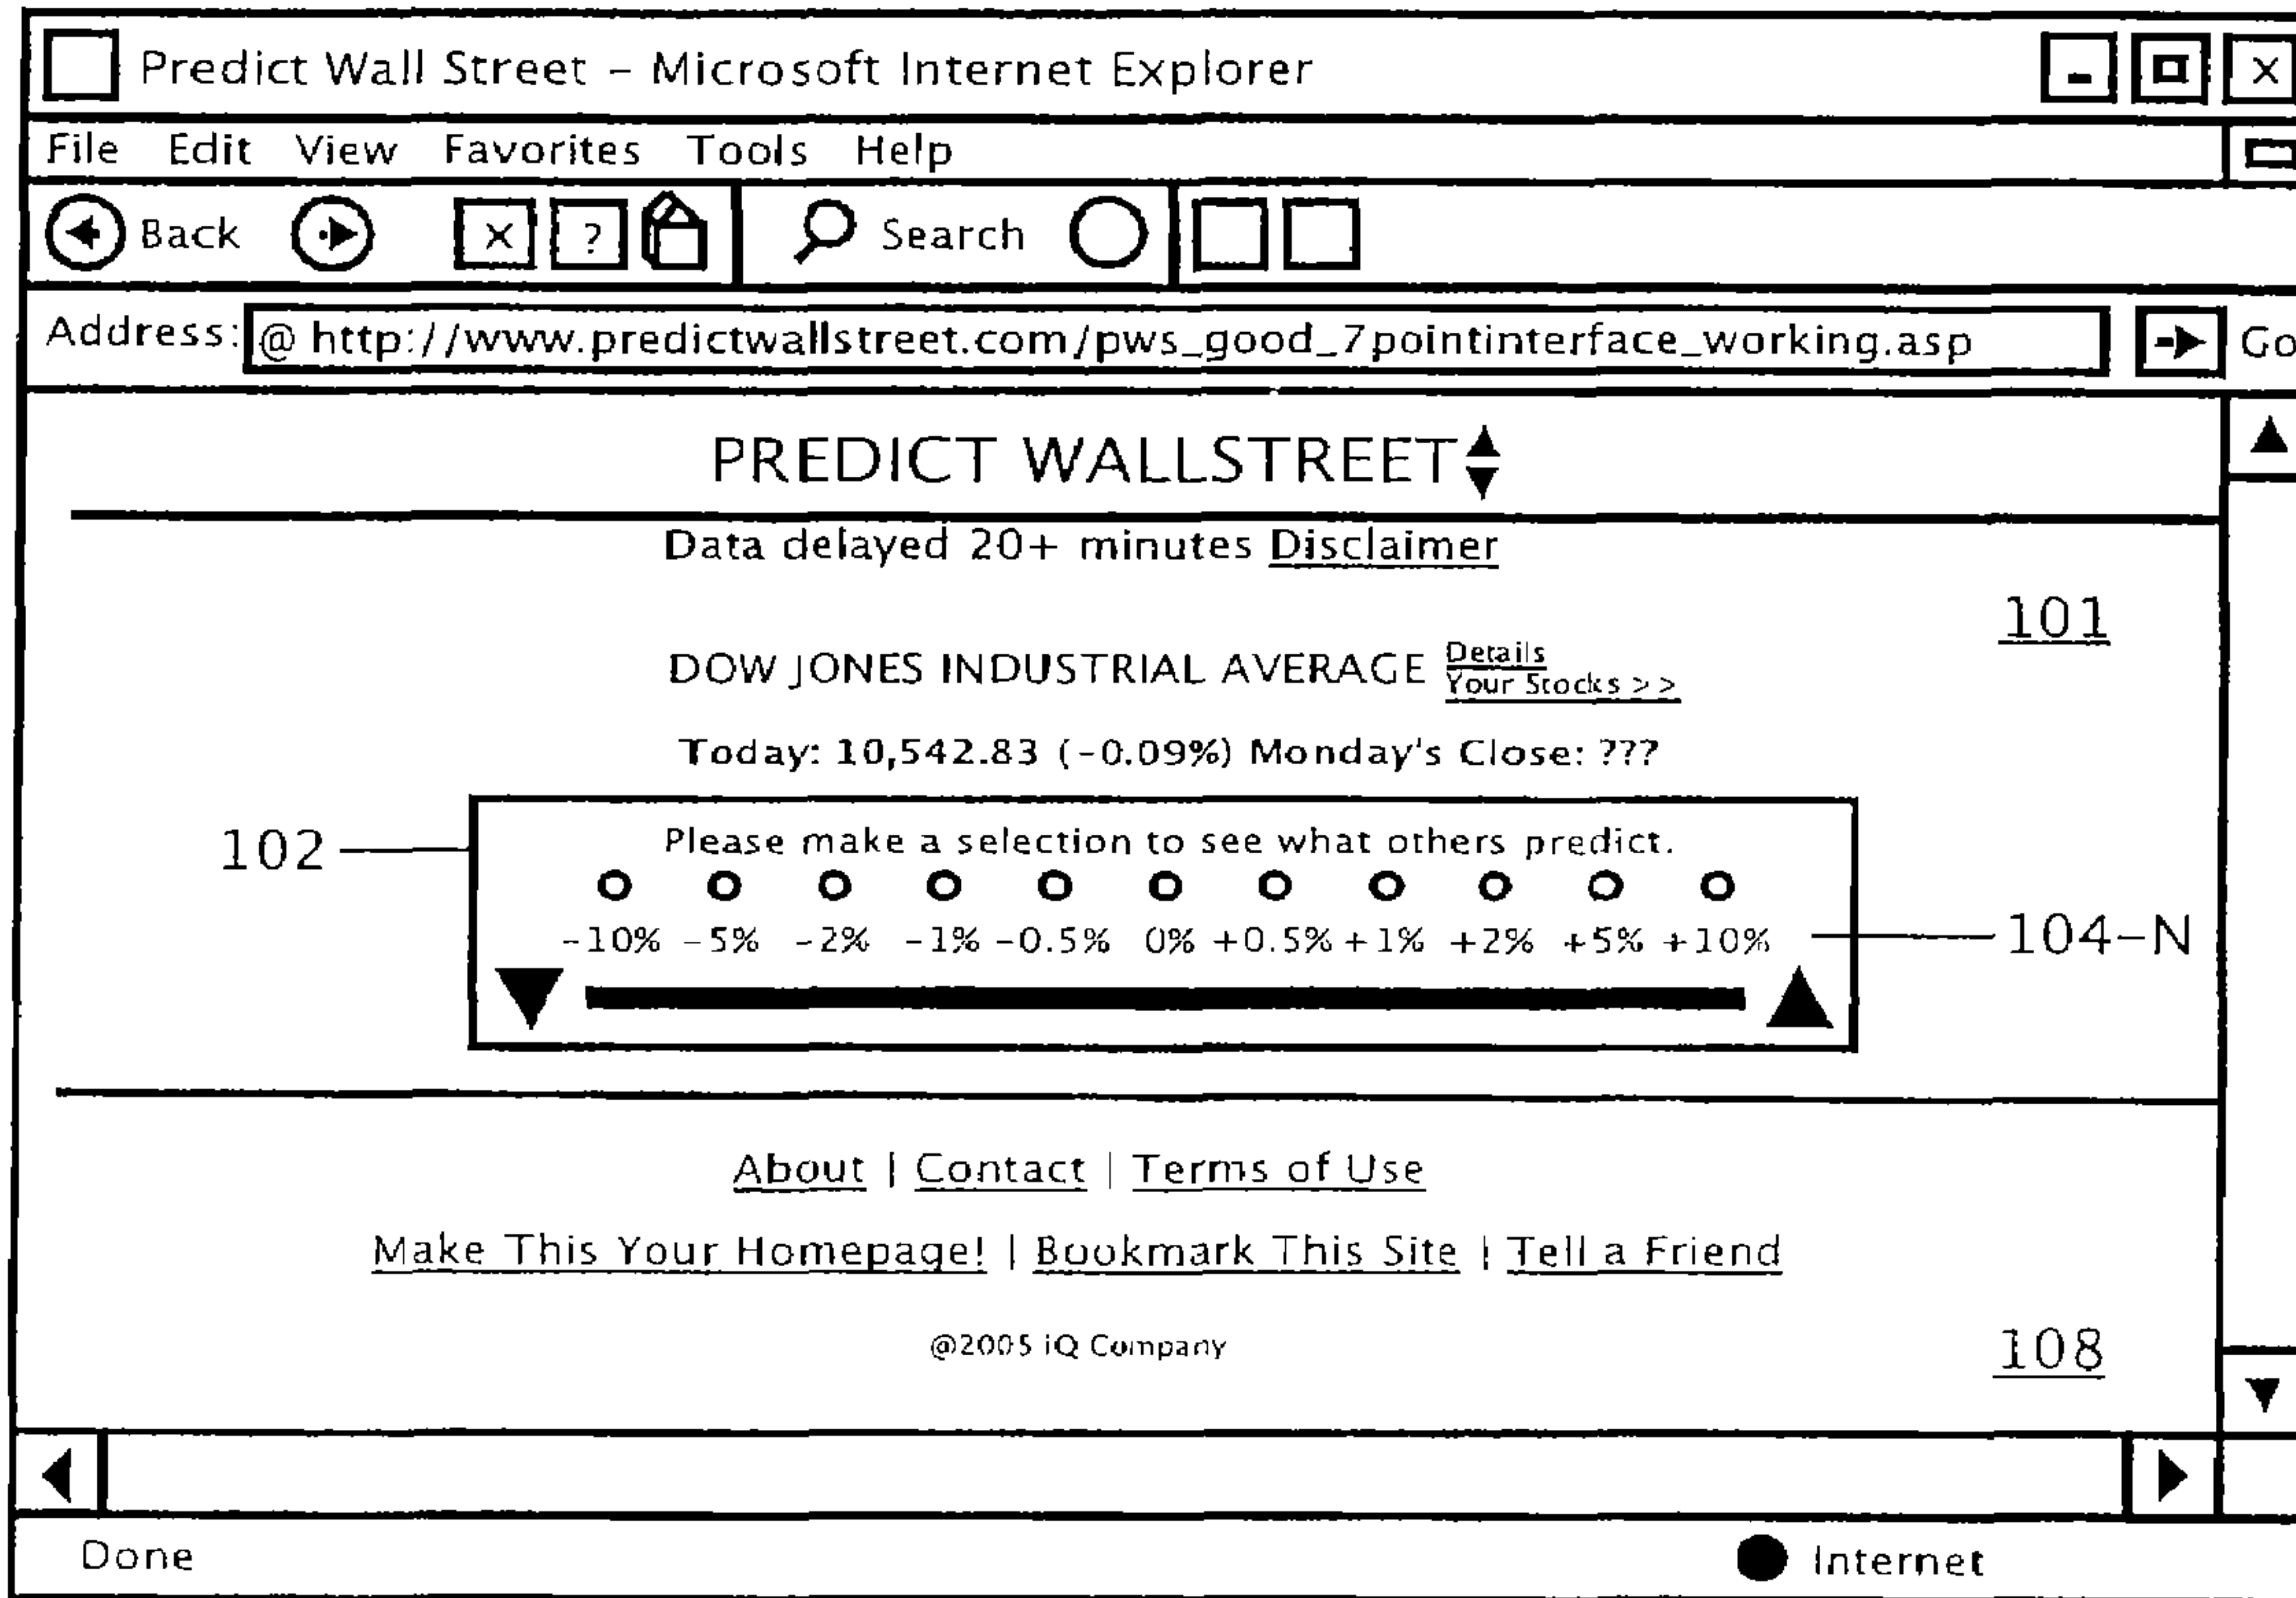 Predict Wall Street – Microsoft Internet Explorer
File Edit View Favorites Tools Help
Back X ? Search
Address: @ http://www.predictwallstreet.com/pws_good_7pointinterface_working.asp Go
PREDICT WALLSTREET
Data delayed 20+ minutes Disclaimer
101
DOW JONES INDUSTRIAL AVERAGE Details
Your Stocks >>
Today: 10,542.83 (-0.09%) Monday's Close: ???
102
Please make a selection to see what others predict.
-10% -5% -2% -1% -0.5% 0% +0.5% +1% +2% +5% +10%
104-N
About | Contact | Terms of Use
Make This Your Homepage! | Bookmark This Site | Tell a Friend
@2005 iQ Company
108
Done Internet